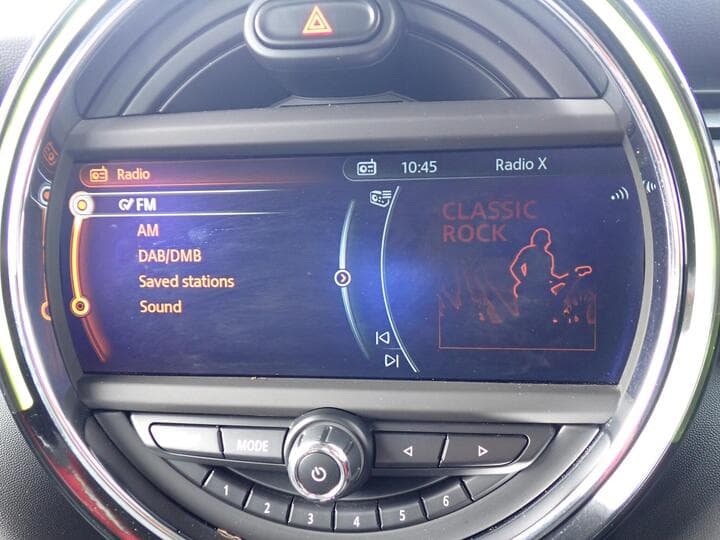 Radio
10:45
Radio X
FM
AM
DAB/DMB
Saved stations
Sound
CLASSIC
ROCK
MODE
1
2
3
4
5
6